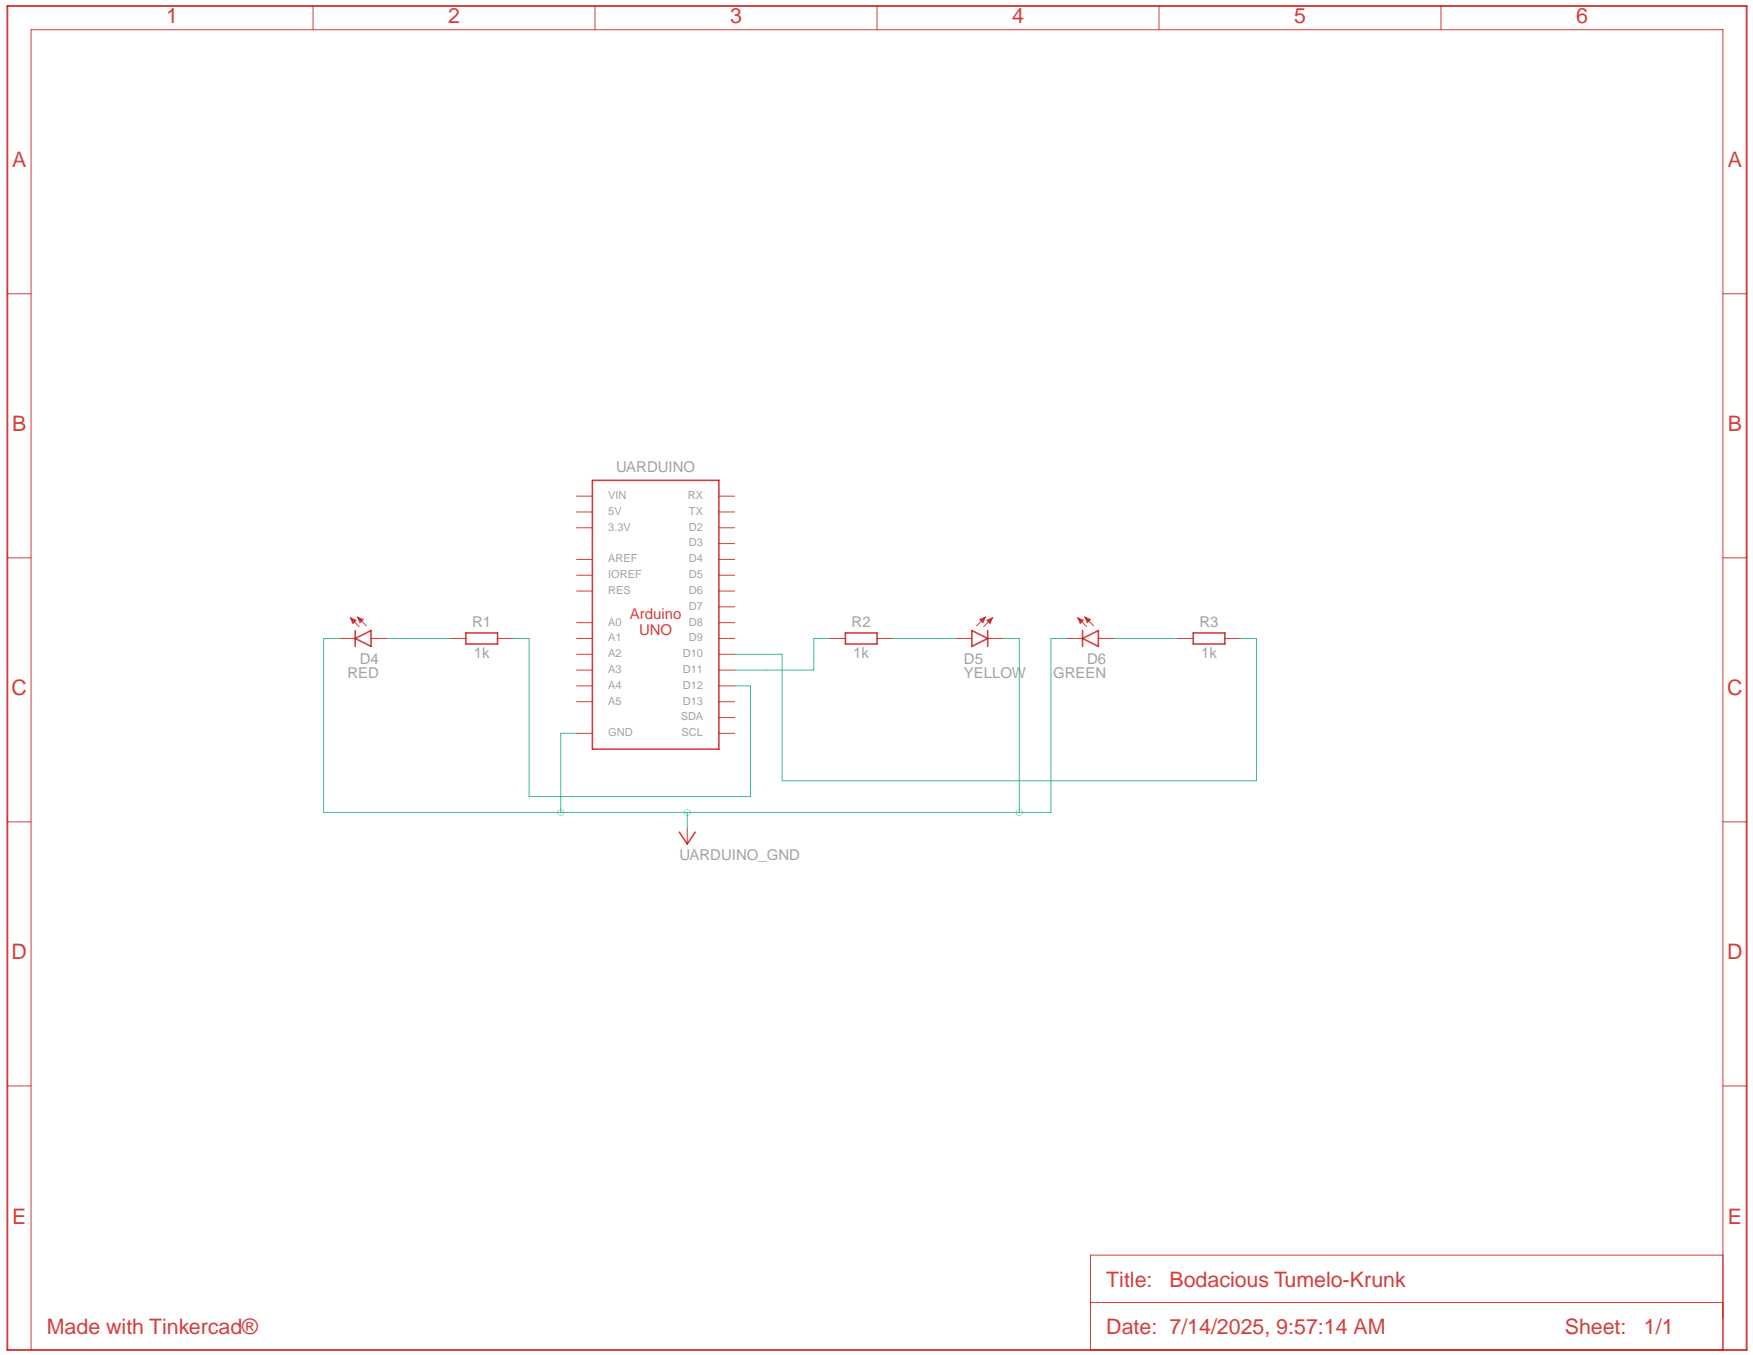 1 2 3 4 5 6
A A
B B
UARDUINO
VIN RX
5V TX
3.3V D2
D3
AREF D4
IOREF D5
RES D6
D7
Arduino
UNO
A0 D8
A1 D9
A2 D10
A3 D11
A4 D12
A5 D13
SDA
GND SCL
R1
1k
D4
RED
R2
1k
D5
YELLOW
D6
GREEN
R3
1k
C C
UARDUINO_GND
D D
E E
Title: Bodacious Tumelo-Krunk
Made with Tinkercad®
Date: 7/14/2025, 9:57:14 AM Sheet: 1/1